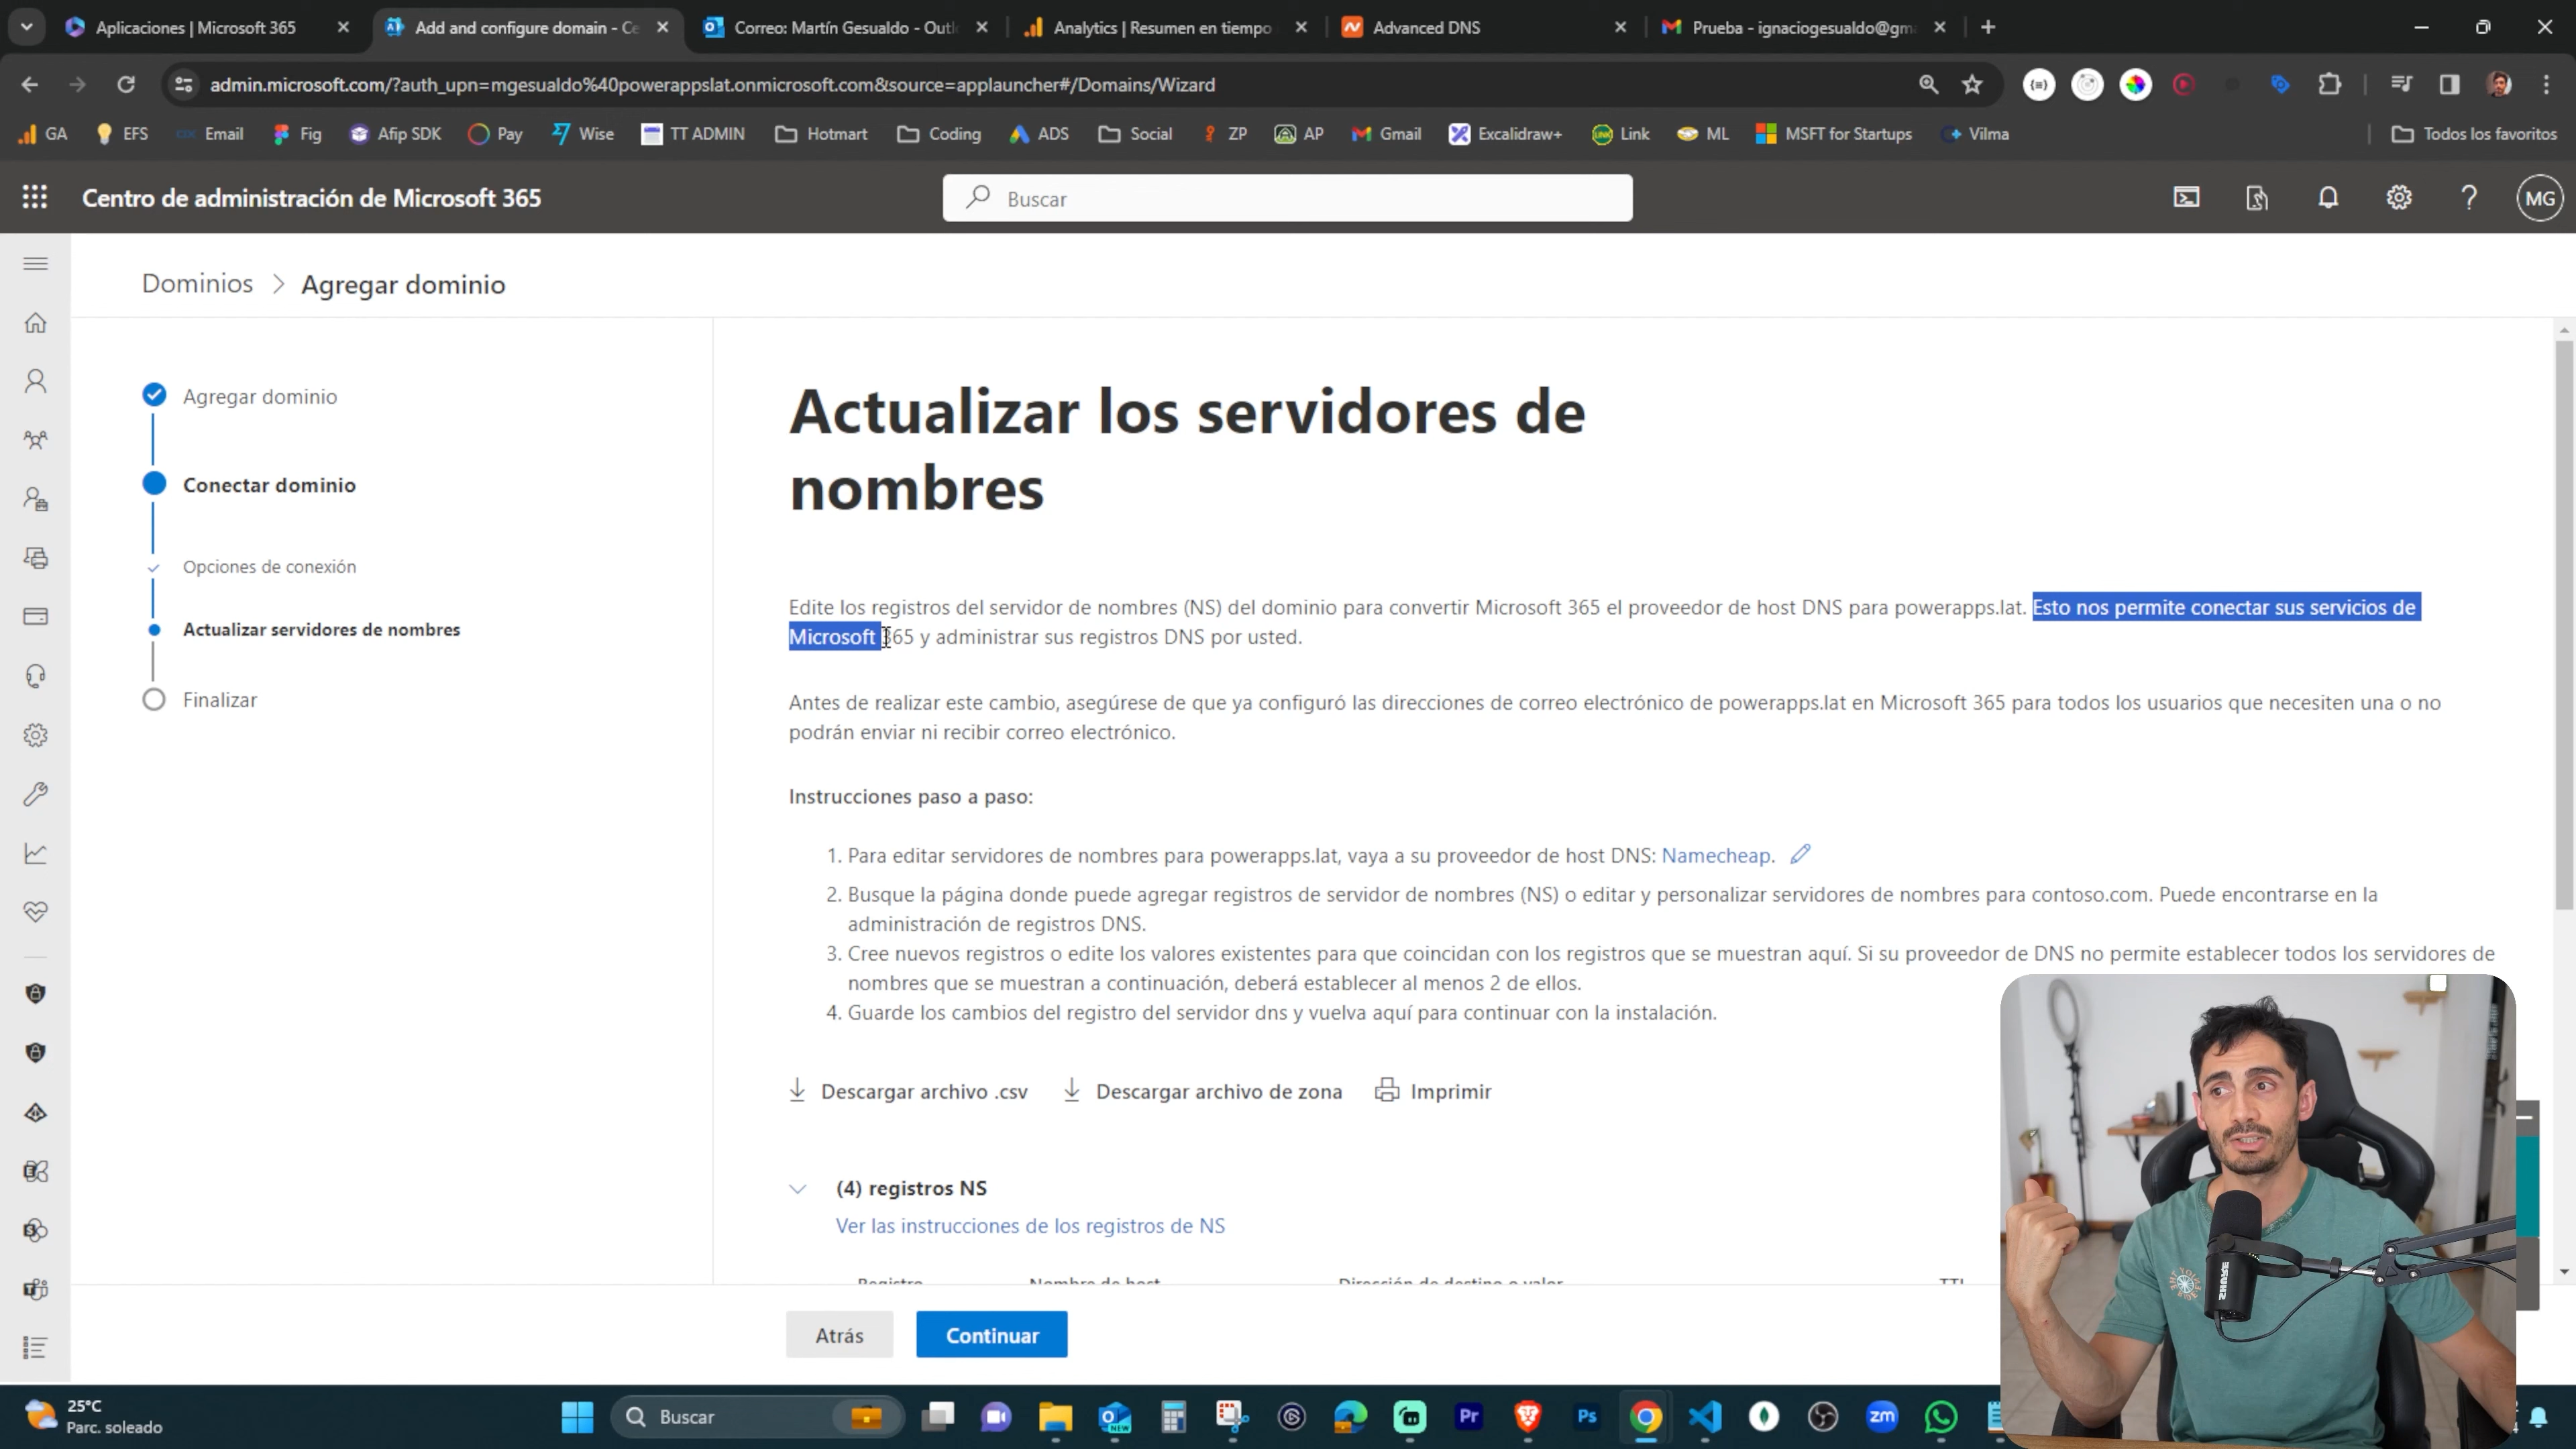 Aplicaciones | Microsoft 365
Add and configure domain - Ce
Correo: Martín Gesualdo - Outl
Analytics | Resumen en tiempo
Advanced DNS
Prueba - ignaciogesualdo@gm
admin.microsoft.com/?auth_upn=mgesualdo%40powerappslat.onmicrosoft.com&source=applauncher#/Domains/Wizard
GA
EFS
Email
Fig
Afip SDK
Pay
Wise
TT ADMIN
Hotmart
Coding
ADS
Social
ZP
AP
Gmail
Excalidraw+
Link
ML
MSFT for Startups
Vilma
Todos los favoritos
Centro de administración de Microsoft 365
Buscar
MG
Dominios > Agregar dominio
Agregar dominio
Conectar dominio
Opciones de conexión
Actualizar servidores de nombres
Finalizar
Actualizar los servidores de
nombres
Edite los registros del servidor de nombres (NS) del dominio para convertir Microsoft 365 el proveedor de host DNS para powerapps.lat. Esto nos permite conectar sus servicios de
Microsoft 365 y administrar sus registros DNS por usted.
Antes de realizar este cambio, asegúrese de que ya configuró las direcciones de correo electrónico de powerapps.lat en Microsoft 365 para todos los usuarios que necesiten una o no
podrán enviar ni recibir correo electrónico.
Instrucciones paso a paso:
1. Para editar servidores de nombres para powerapps.lat, vaya a su proveedor de host DNS: Namecheap.
2. Busque la página donde puede agregar registros de servidor de nombres (NS) o editar y personalizar servidores de nombres para contoso.com. Puede encontrarse en la
administración de registros DNS.
3. Cree nuevos registros o edite los valores existentes para que coincidan con los registros que se muestran aquí. Si su proveedor de DNS no permite establecer todos los servidores de
nombres que se muestran a continuación, deberá establecer al menos 2 de ellos.
4. Guarde los cambios del registro del servidor dns y vuelva aquí para continuar con la instalación.
Descargar archivo .csv
Descargar archivo de zona
Imprimir
(4) registros NS
Ver las instrucciones de los registros de NS
Registro
Nombre de host
Dirección de destino o valor
TTL
Atrás
Continuar
SHURE
25°C
Parc. soleado
Buscar
NEW
Pr
Ps
zm